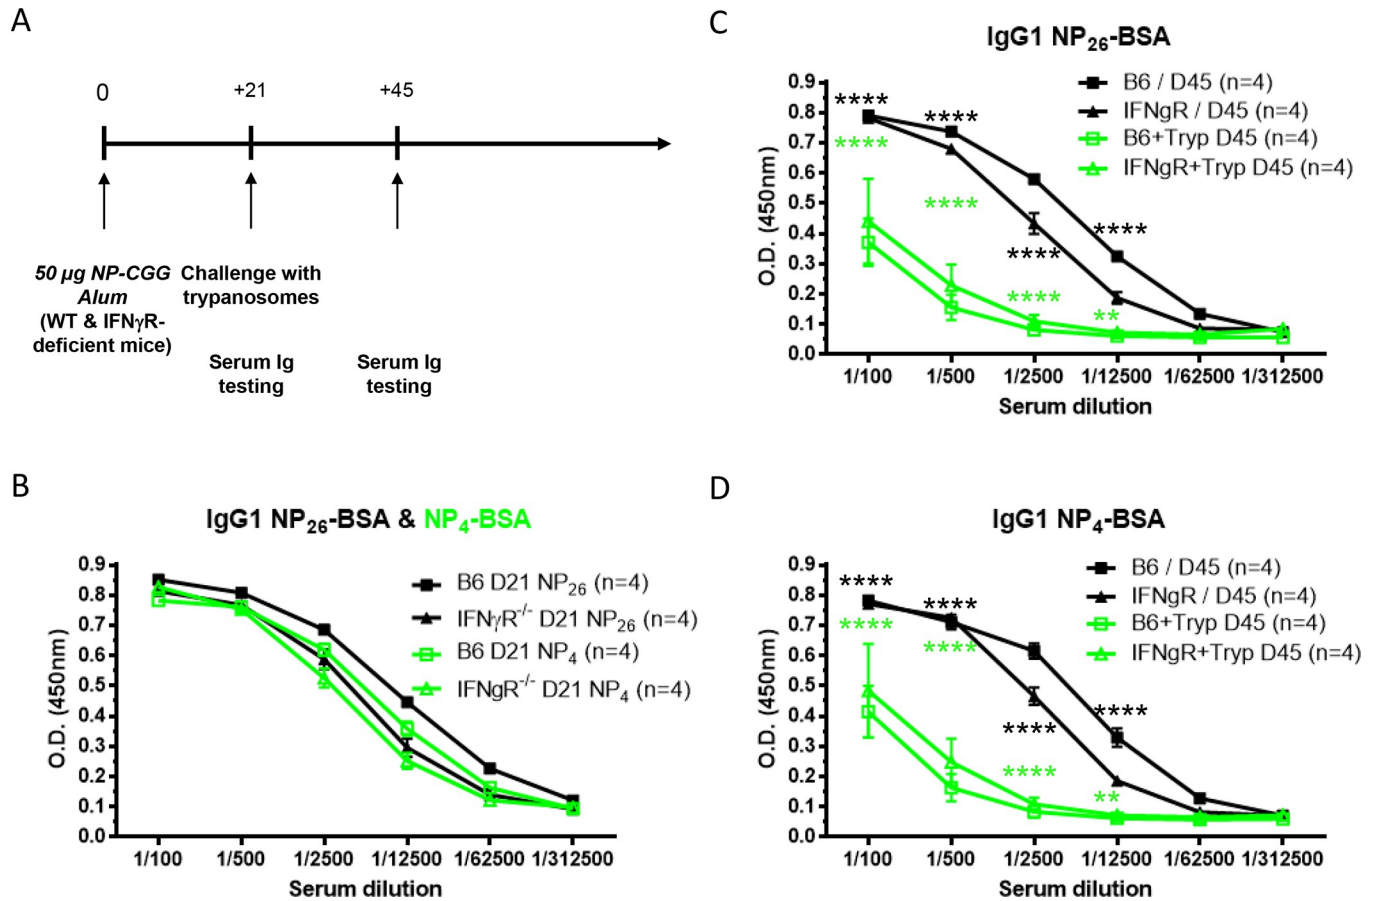 A
0
+21
+45
50 µg NP-CGG
Alum
(WT & IFNγR-
deficient mice)
Challenge with
trypanosomes
Serum Ig
testing
Serum Ig
testing
B
IgG1 NP26-BSA & NP4-BSA
B6 D21 NP26 (n=4)
IFNγR-/- D21 NP26 (n=4)
B6 D21 NP4 (n=4)
IFNgR-/- D21 NP4 (n=4)
O.D. (450nm)
0.9
0.8
0.7
0.6
0.5
0.4
0.3
0.2
0.1
0.0
1/100 1/500 1/2500 1/12500 1/62500 1/312500
Serum dilution
C
IgG1 NP26-BSA
B6 / D45 (n=4)
IFNgR / D45 (n=4)
B6+Tryp D45 (n=4)
IFNgR+Tryp D45 (n=4)
O.D. (450nm)
0.9
0.8
0.7
0.6
0.5
0.4
0.3
0.2
0.1
0.0
****
****
****
****
****
****
****
**
1/100 1/500 1/2500 1/12500 1/62500 1/312500
Serum dilution
D
IgG1 NP4-BSA
B6 / D45 (n=4)
IFNgR / D45 (n=4)
B6+Tryp D45 (n=4)
IFNgR+Tryp D45 (n=4)
O.D. (450nm)
0.9
0.8
0.7
0.6
0.5
0.4
0.3
0.2
0.1
0.0
****
****
****
****
****
****
****
**
1/100 1/500 1/2500 1/12500 1/62500 1/312500
Serum dilution